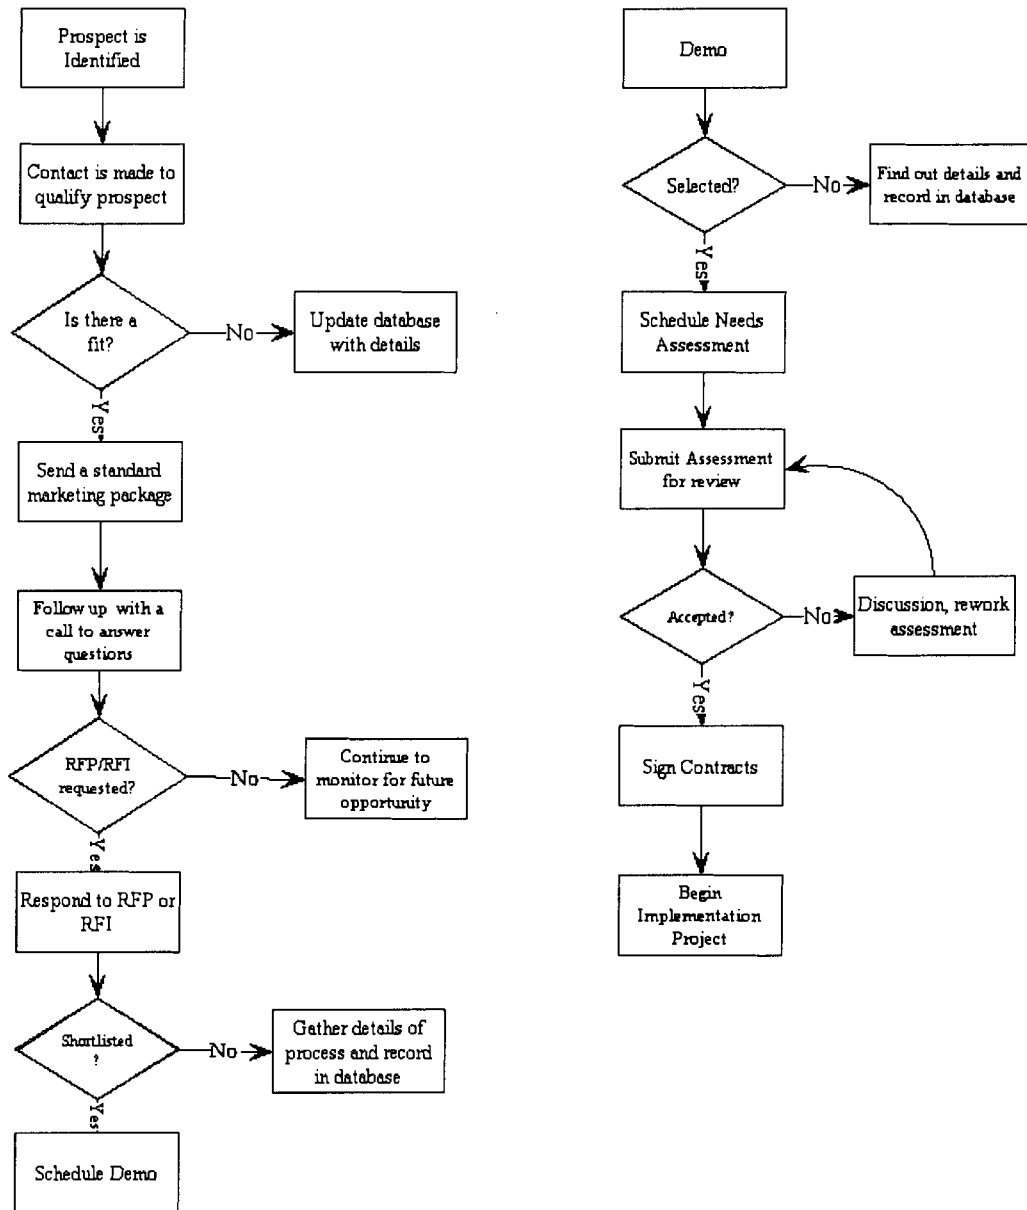 Prospect is
Identified
Contact is made to
qualify prospect
Is there a
fit?
No
Update database
with details
Yes
Send a standard
marketing package
Follow up with a
call to answer
questions
RFP/RFI
requested?
No
Continue to
monitor for future
opportunity
Yes
Respond to RFP or
RFI
Shortlisted
?
No
Gather details of
process and record
in database
Yes
Schedule Demo
Demo
Selected?
No
Find out details and
record in database
Yes
Schedule Needs
Assessment
Submit Assessment
for review
Accepted?
No
Discussion, rework
assessment
Yes
Sign Contracts
Begin
Implementation
Project